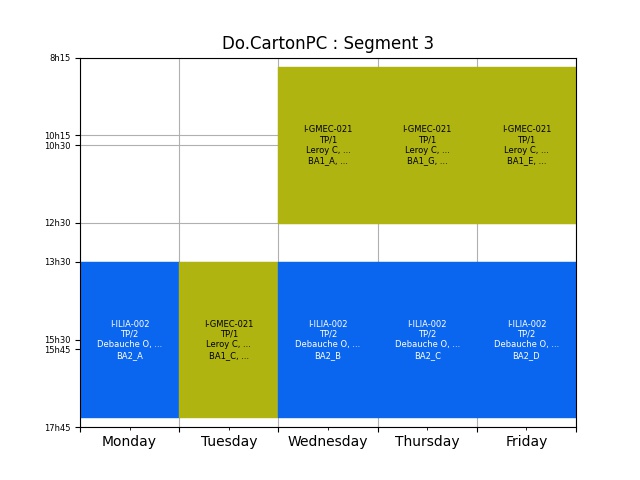 Do.CartonPC : Segment 3
8h15
10h15
10h30
12h30
13h30
15h30
15h45
17h45
I-GMEC-021
TP/1
Leroy C, ...
BA1_A, ...
I-GMEC-021
TP/1
Leroy C, ...
BA1_G, ...
I-GMEC-021
TP/1
Leroy C, ...
BA1_E, ...
I-ILIA-002
TP/2
Debauche O, ...
BA2_A
I-GMEC-021
TP/1
Leroy C, ...
BA1_C, ...
I-ILIA-002
TP/2
Debauche O, ...
BA2_B
I-ILIA-002
TP/2
Debauche O, ...
BA2_C
I-ILIA-002
TP/2
Debauche O, ...
BA2_D
Monday
Tuesday
Wednesday
Thursday
Friday